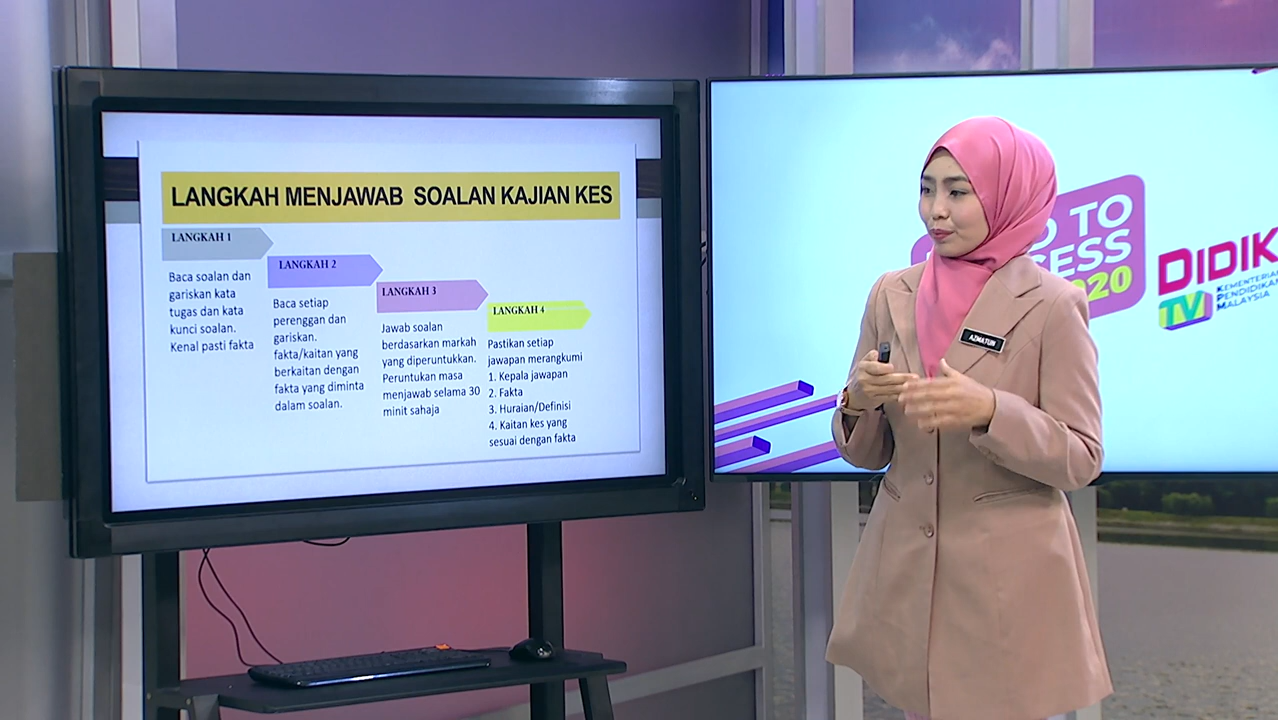 LANGKAH MENJAWAB SOALAN KAJIAN KES
LANGKAH 1
Baca soalan dan
gariskan kata
tugas dan kata
kunci soalan.
Kenal pasti fakta
LANGKAH 2
Baca setiap
perenggan dan
gariskan.
fakta/kaitan yang
berkaitan dengan
fakta yang diminta
dalam soalan.
LANGKAH 3
Jawab soalan
berdasarkan markah
yang diperuntukkan.
Peruntukan masa
menjawab selama 30
minit sahaja
LANGKAH 4
Pastikan setiap
jawapan merangkumi
1. Kepala jawapan
2. Fakta
3. Huraian/Definisi
4. Kaitan kes yang
sesuai dengan fakta
TO
2020
DIDIK
TV
KEMENTERIAN
PENDIDIKAN
MALAYSIA
AZMATUN